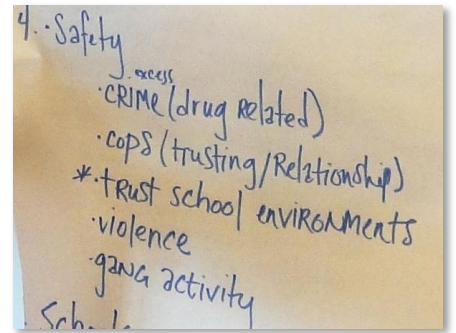 4. · Safety
· excess
· CRIME (drug Related)
· COPS (trusting/Relationship)
* · tRust school enviRoNMeNts
· violence
· gaNG activity